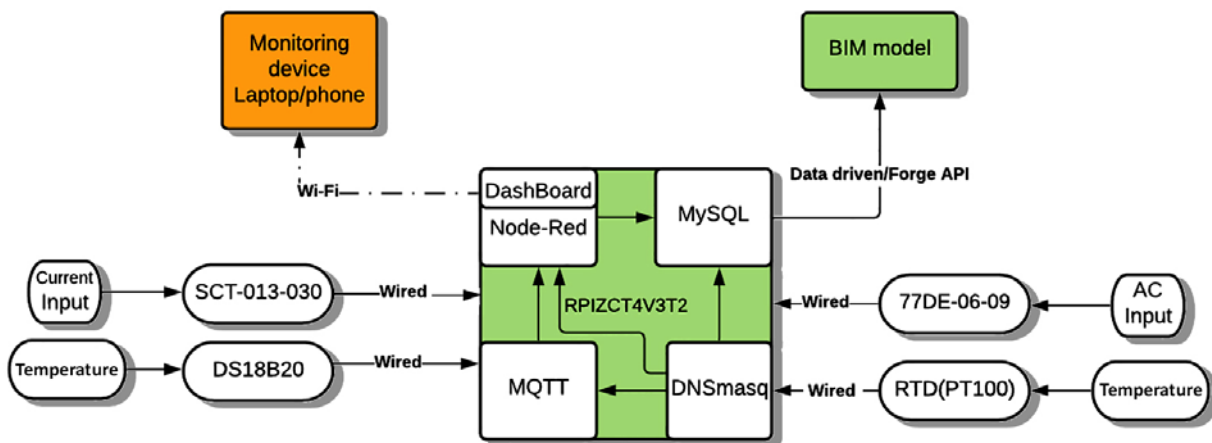 Monitoring
device
Laptop/phone
BIM model
Wi-Fi
Data driven/Forge API
DashBoard
Node-Red
MySQL
Current
Input
SCT-013-030
Wired
RPIZCT4V3T2
Wired
77DE-06-09
AC
Input
Temperature
DS18B20
Wired
MQTT
DNSmasq
Wired
RTD(PT100)
Temperature